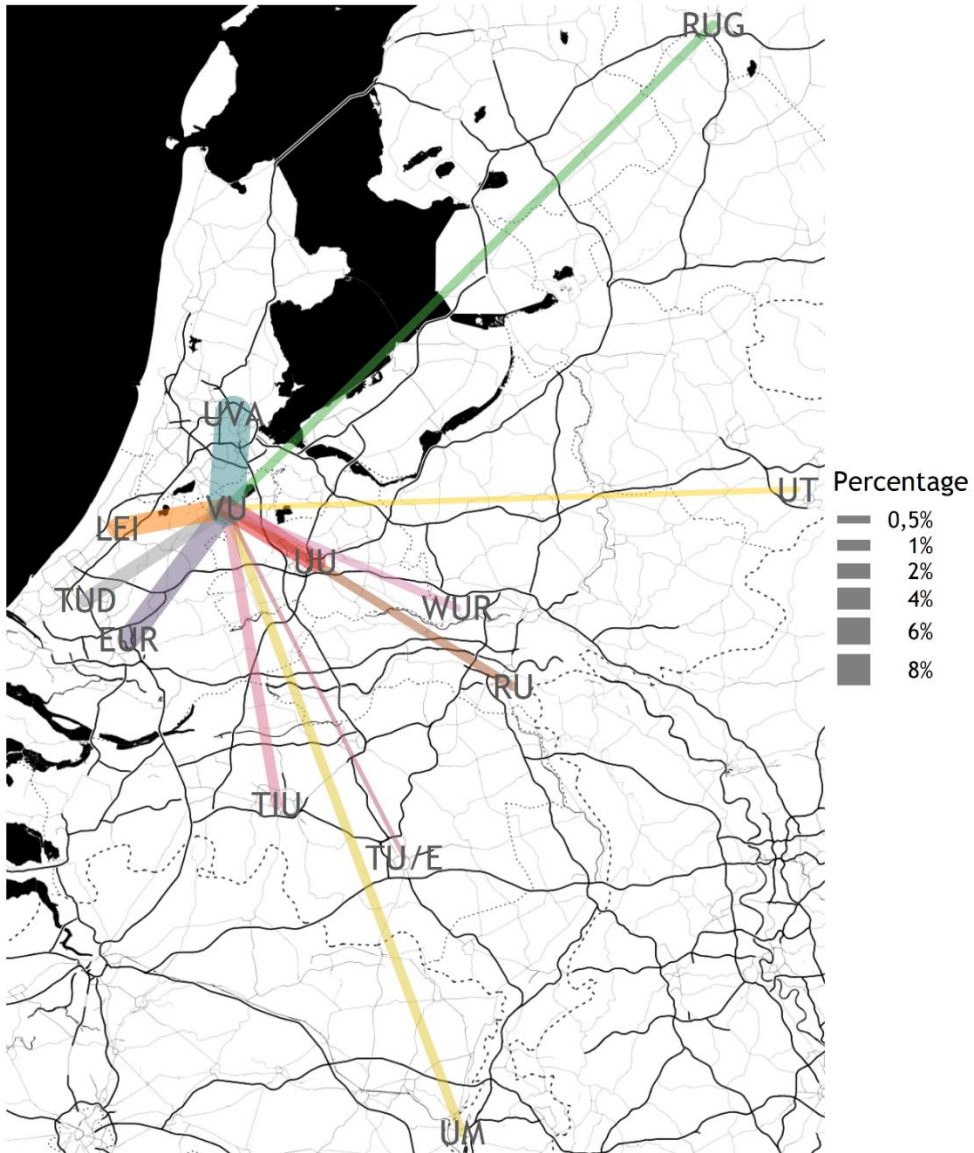 RUG
UVA
UT
VU
LEI
UU
TUD
WUR
EUR
RU
TIU
TU/E
UM
Percentage
0,5%
1%
2%
4%
6%
8%